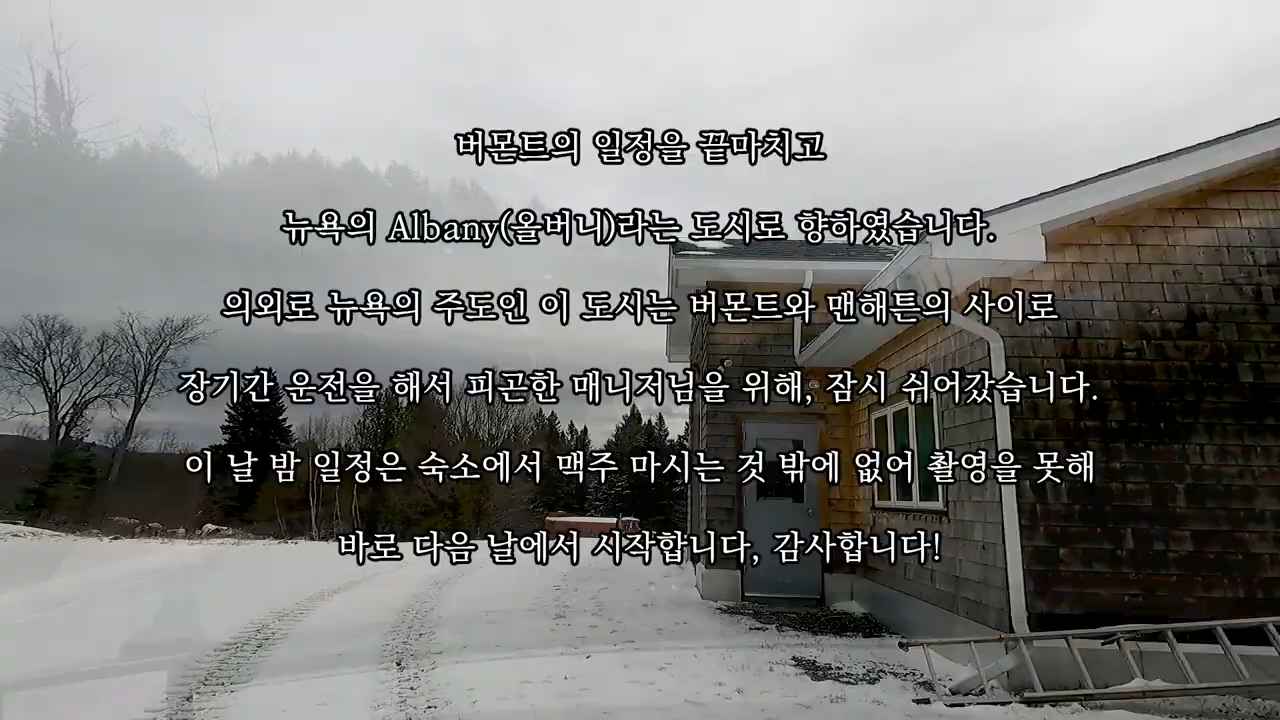 버몬트의 일정을 끝마치고
뉴욕의 Albany(올버니)라는 도시로 향하였습니다.
의외로 뉴욕의 주도인 이 도시는 버몬트와 맨해튼의 사이로
장기간 운전을 해서 피곤한 매니저님을 위해, 잠시 쉬어갔습니다.
이 날 밤 일정은 숙소에서 맥주 마시는 것 밖에 없어 촬영을 못해
바로 다음 날에서 시작합니다, 감사합니다!